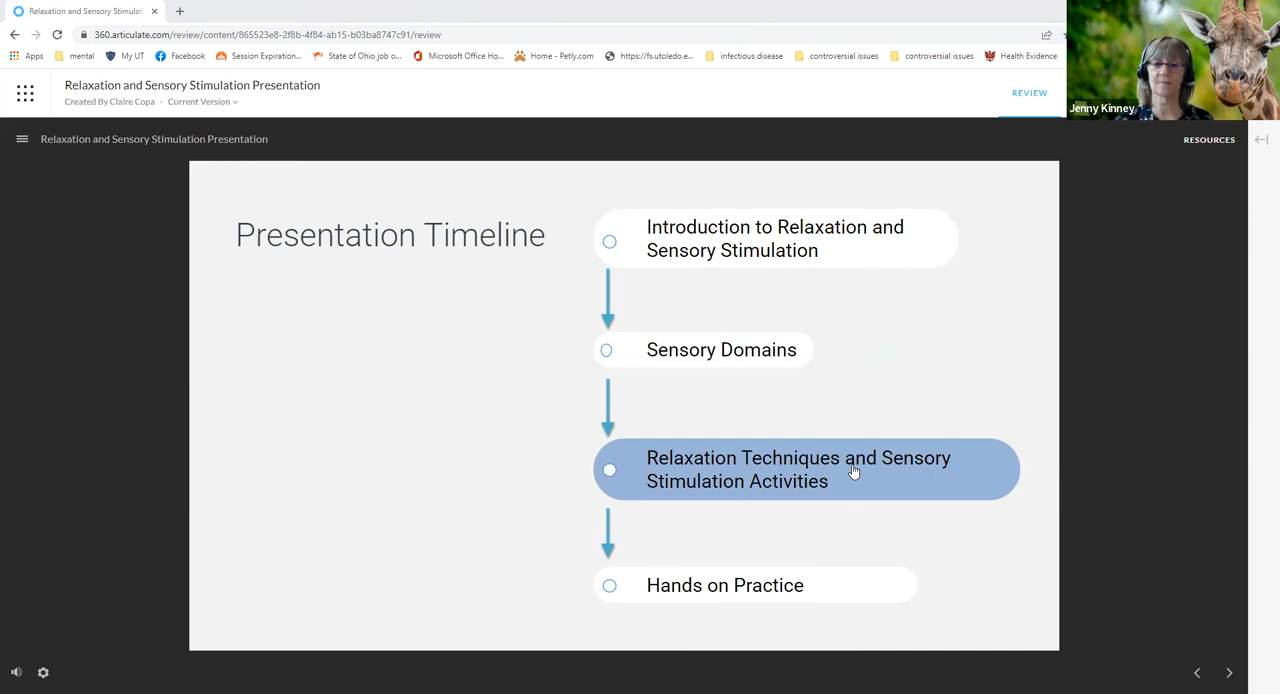 Relaxation and Sensory Stimulat
360.articulate.com/review/content/865523e8-2f8b-4f84-ab15-b03ba8747c91/review
Apps mental My UT Facebook Session Expiration... State of Ohio job o... Microsoft Office Ho... Home - Petly.com https://fs.utoledo.e... infectious disease controversial issues controversial issues Health Evidence
Relaxation and Sensory Stimulation Presentation
Created By Claire Copa · Current Version
REVIEW
Jenny Kinney
Relaxation and Sensory Stimulation Presentation
RESOURCES
Presentation Timeline
Introduction to Relaxation and
Sensory Stimulation
Sensory Domains
Relaxation Techniques and Sensory
Stimulation Activities
Hands on Practice